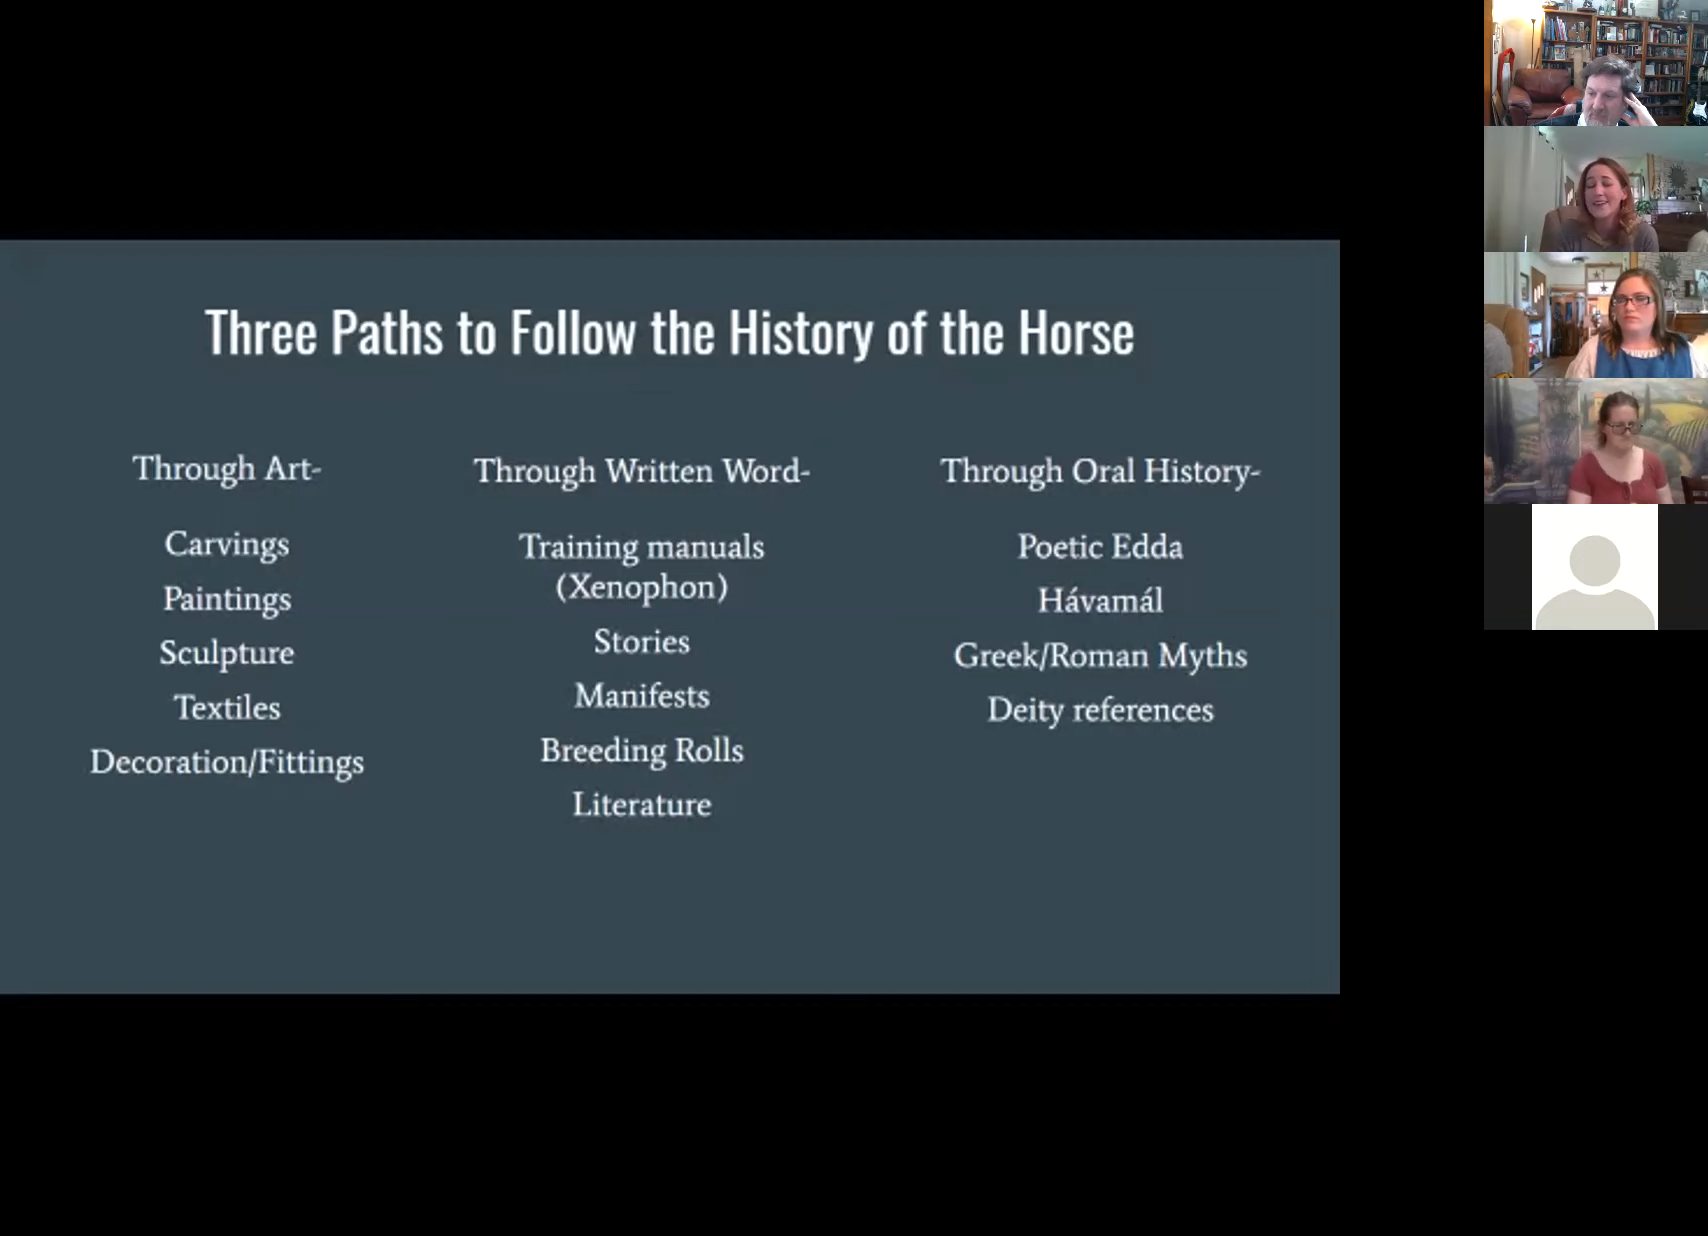 Three Paths to Follow the History of the Horse
Through Art-
Carvings
Paintings
Sculpture
Textiles
Decoration/Fittings
Through Written Word-
Training manuals
(Xenophon)
Stories
Manifests
Breeding Rolls
Literature
Through Oral History-
Poetic Edda
Hávamál
Greek/Roman Myths
Deity references